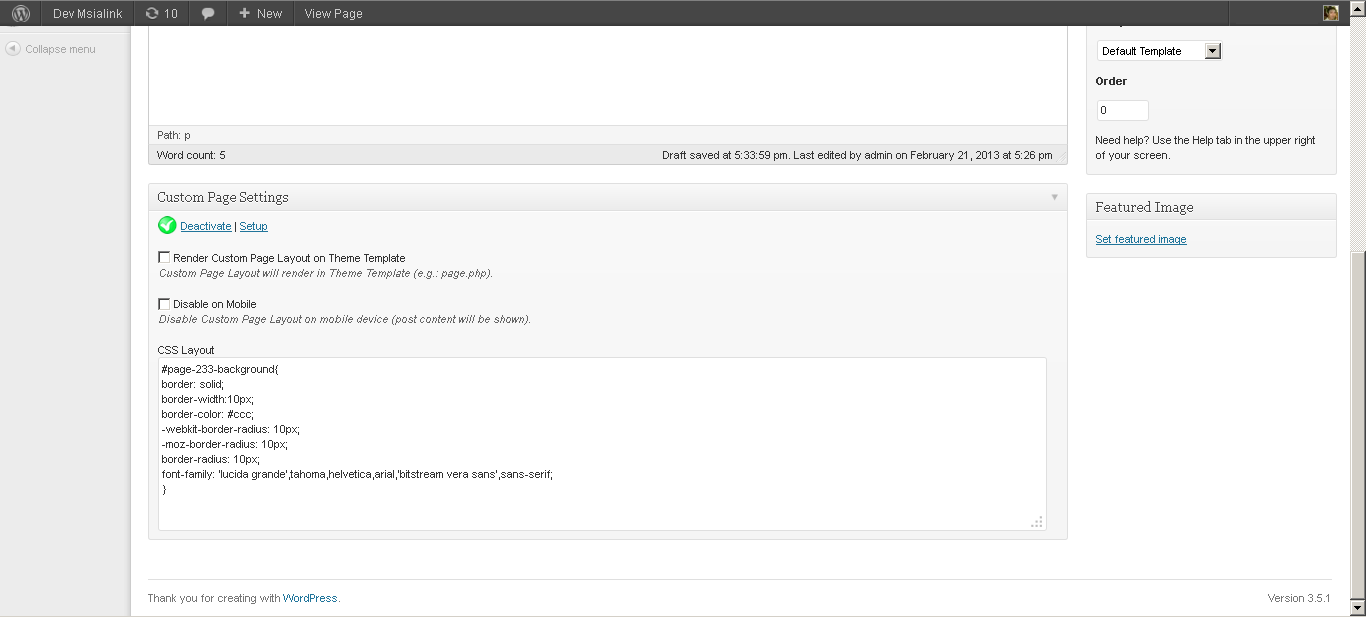 Dev Msialink 10 New View Page
Collapse menu
Path: p
Word count: 5 Draft saved at 5:33:59 pm. Last edited by admin on February 21, 2013 at 5:26 pm
Custom Page Settings
Deactivate | Setup
Render Custom Page Layout on Theme Template
Custom Page Layout will render in Theme Template (e.g.: page.php).
Disable on Mobile
Disable Custom Page Layout on mobile device (post content will be shown).
CSS Layout
#page-233-background{
border: solid;
border-width:10px;
border-color: #ccc;
-webkit-border-radius: 10px;
-moz-border-radius: 10px;
border-radius: 10px;
font-family: 'lucida grande',tahoma,helvetica,arial,'bitstream vera sans',sans-serif;
}
Default Template
Order
0
Need help? Use the Help tab in the upper right
of your screen.
Featured Image
Set featured image
Thank you for creating with WordPress. Version 3.5.1